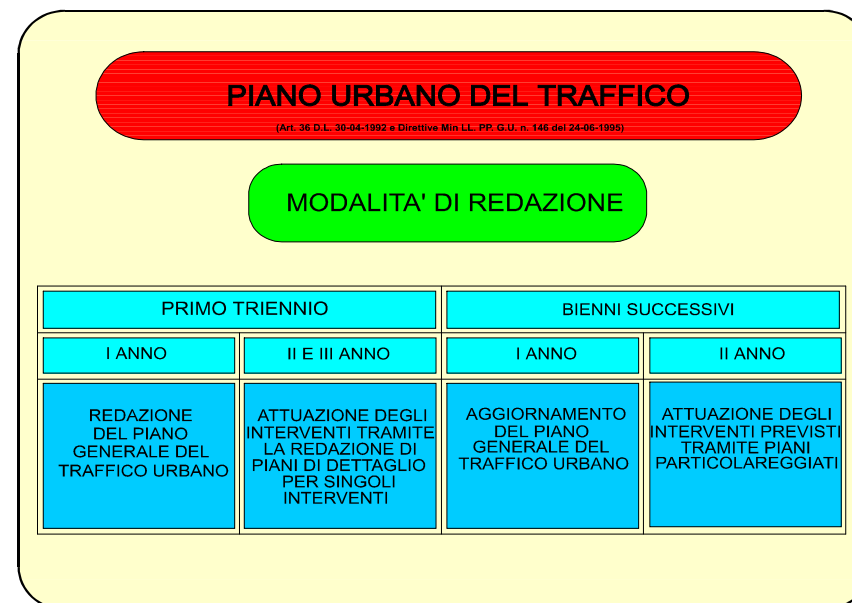 PIANO URBANO DEL TRAFFICO
(Art. 36 D.L. 30-04-1992 e Direttive Min LL. PP. G.U. n. 146 del 24-06-1995)
MODALITA' DI REDAZIONE
PRIMO TRIENNIO
BIENNI SUCCESSIVI
I ANNO
II E III ANNO
I ANNO
II ANNO
REDAZIONE
DEL PIANO
GENERALE DEL
TRAFFICO URBANO
ATTUAZIONE DEGLI
INTERVENTI TRAMITE
LA REDAZIONE DI
PIANI DI DETTAGLIO
PER SINGOLI
INTERVENTI
AGGIORNAMENTO
DEL PIANO
GENERALE DEL
TRAFFICO URBANO
ATTUAZIONE DEGLI
INTERVENTI PREVISTI
TRAMITE PIANI
PARTICOLAREGGIATI